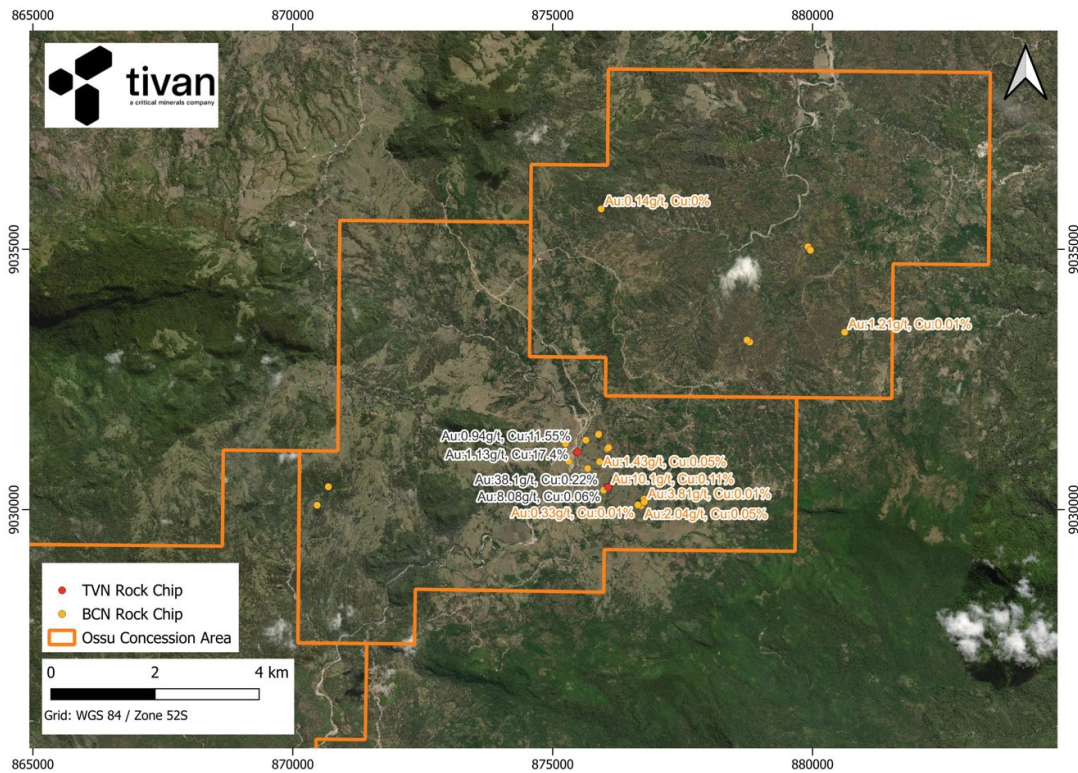 865000
870000
875000
880000
tivan
a critical minerals company
Au:0.14g/t, Cu:0%
9035000
9035000
Au:1.21g/t, Cu:0.01%
Au:0.94g/t, Cu:11.55%
Au:1.13g/t, Cu:17.4%
Au:1.43g/t, Cu:0.05%
Au:38.1g/t, Cu:0.22%
Au:10.1g/t, Cu:0.11%
Au:8.08g/t, Cu:0.06%
Au:3.81g/t, Cu:0.01%
Au:0.33g/t, Cu:0.01%
Au:2.04g/t, Cu:0.05%
9030000
9030000
TVN Rock Chip
BCN Rock Chip
Ossu Concession Area
0 2 4 km
Grid: WGS 84 / Zone 52S
865000
870000
875000
880000